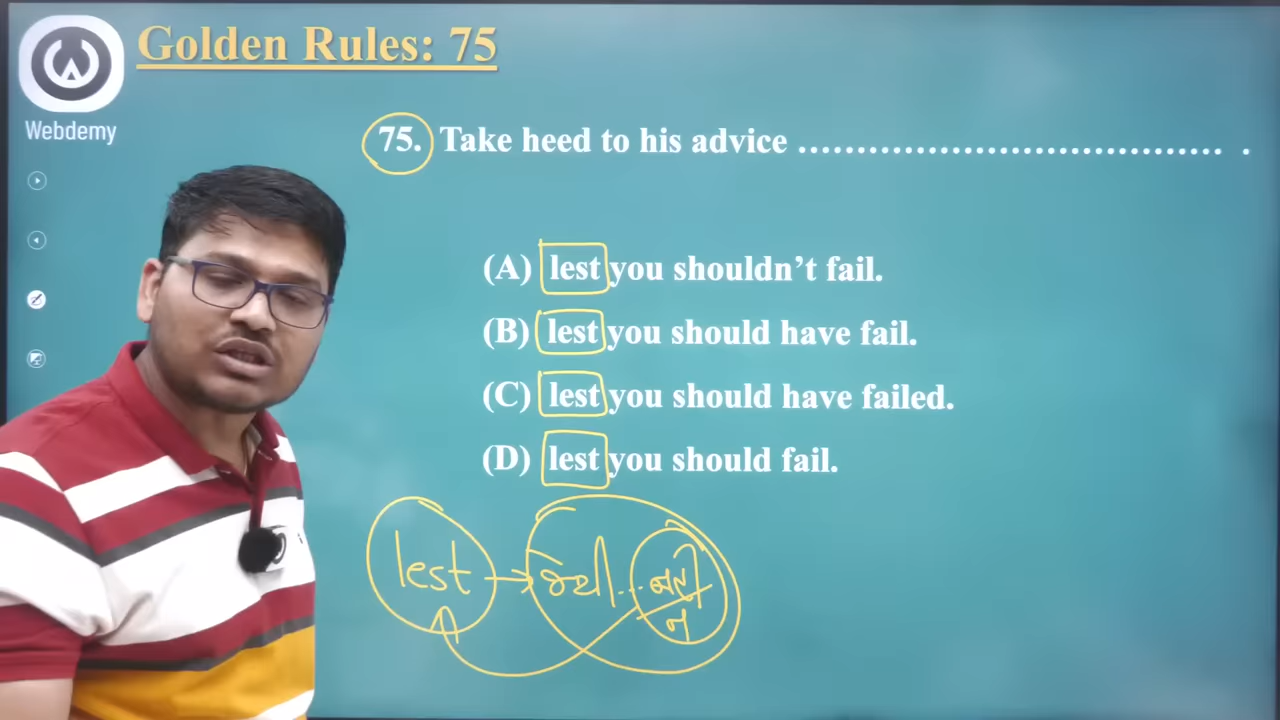 Golden Rules: 75
Webdemy
75. Take heed to his advice .................................... .
(A) lest you shouldn’t fail.
(B) lest you should have fail.
(C) lest you should have failed.
(D) lest you should fail.
lest → જેથી... નહી
ન